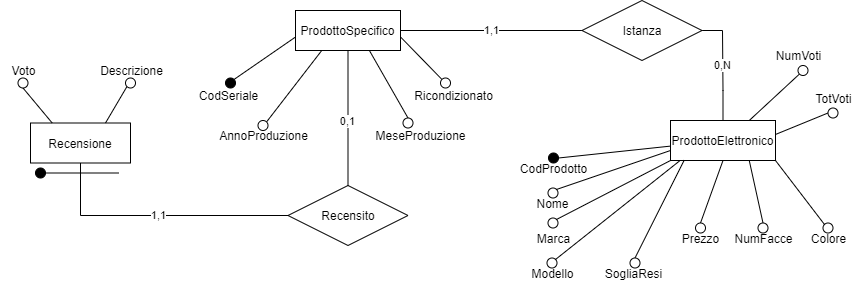 ProdottoSpecifico
1,1
Istanza
NumVoti
Voto
Descrizione
0,N
CodSeriale
Ricondizionato
TotVoti
0,1
AnnoProduzione
MeseProduzione
Recensione
ProdottoElettronico
CodProdotto
Nome
1,1
Recensito
Marca
Prezzo
NumFacce
Colore
Modello
SogliaResi